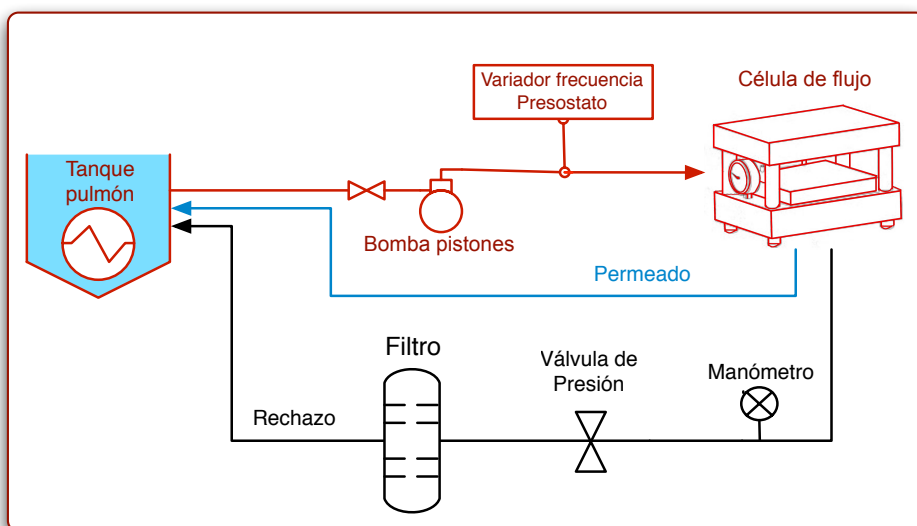 Variador frecuencia
Presostato
Célula de flujo
Tanque
pulmón
Bomba pistones
Permeado
Filtro
Válvula de
Presión
Manómetro
Rechazo